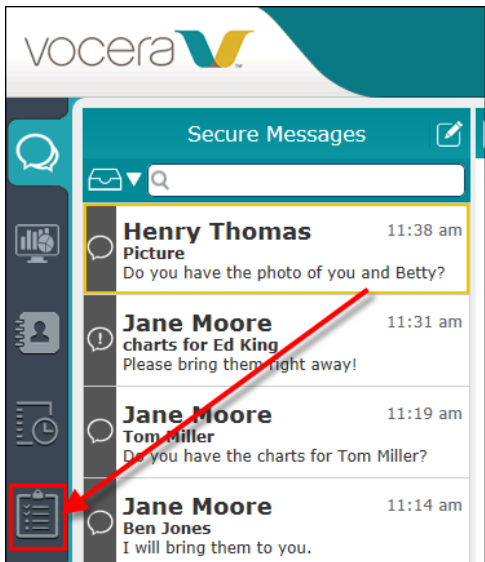 vocera
Secure Messages
Henry Thomas 11:38 am
Picture
Do you have the photo of you and Betty?
Jane Moore 11:31 am
charts for Ed King
Please bring them right away!
Jane Moore 11:19 am
Tom Miller
Do you have the charts for Tom Miller?
Jane Moore 11:14 am
Ben Jones
I will bring them to you.